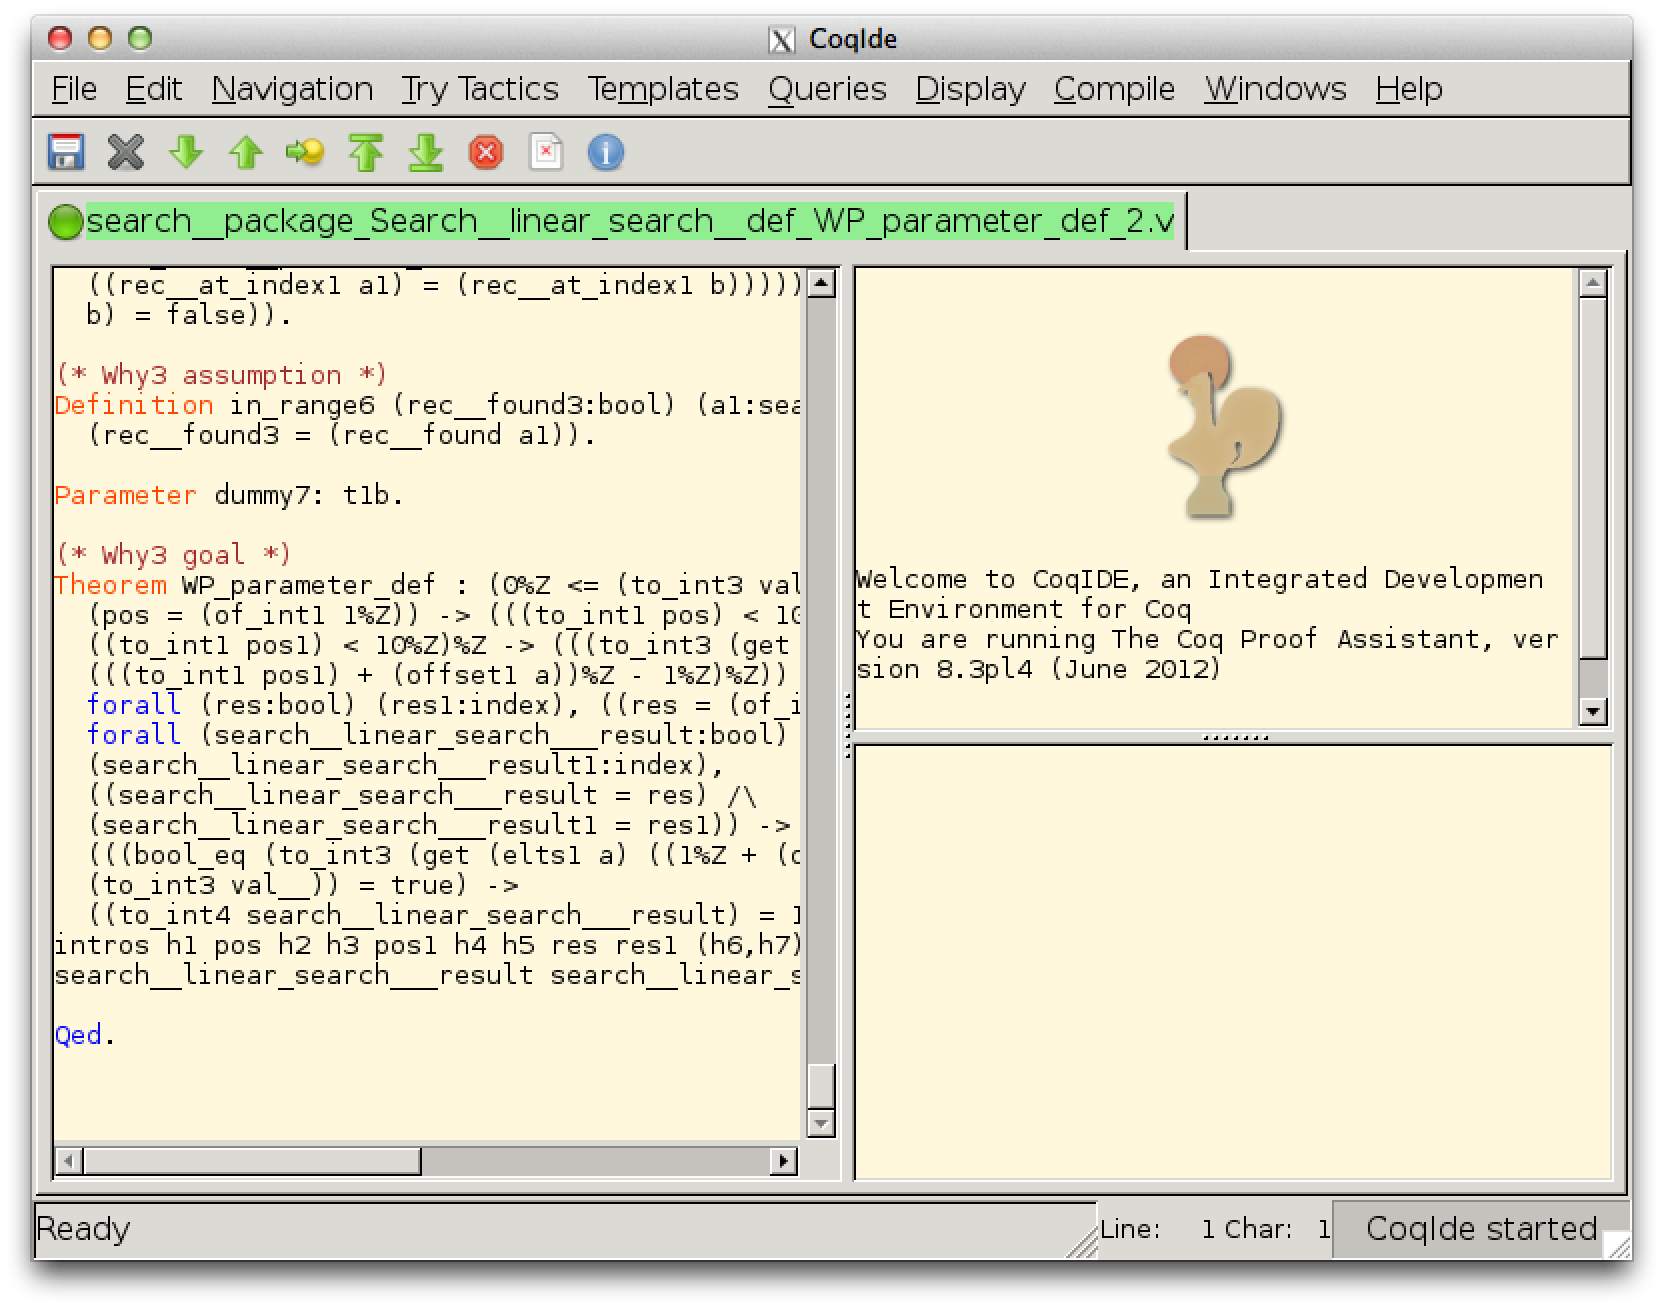 CoqIde
File Edit Navigation Try Tactics Templates Queries Display Compile Windows Help
search__package_Search__linear_search__def_WP_parameter_def_2.v
((rec__at_index1 a1) = (rec__at_index1 b)))))
b) = false)).
(* Why3 assumption *)
Definition in_range6 (rec__found3:bool) (a1:sea
(rec__found3 = (rec__found a1)).
Parameter dummy7: t1b.
(* Why3 goal *)
Theorem WP_parameter_def : (0%Z <= (to_int3 val
(pos = (of_int1 1%Z)) -> (((to_int1 pos) < 10
((to_int1 pos1) < 10%Z)%Z -> (((to_int3 (get
(((to_int1 pos1) + (offset1 a))%Z - 1%Z)%Z))
forall (res:bool) (res1:index), ((res = (of_i
forall (search__linear_search___result:bool)
(search__linear_search___result1:index),
((search__linear_search___result = res) /\
(search__linear_search___result1 = res1)) ->
(((bool_eq (to_int3 (get (elts1 a) ((1%Z + (o
(to_int3 val__)) = true) ->
((to_int4 search__linear_search___result) = 1
intros h1 pos h2 h3 pos1 h4 h5 res res1 (h6,h7)
search__linear_search___result search__linear_s
Qed.
Welcome to CoqIDE, an Integrated Developmen
t Environment for Coq
You are running The Coq Proof Assistant, ver
sion 8.3pl4 (June 2012)
Ready
Line: 1 Char: 1
CoqIde started